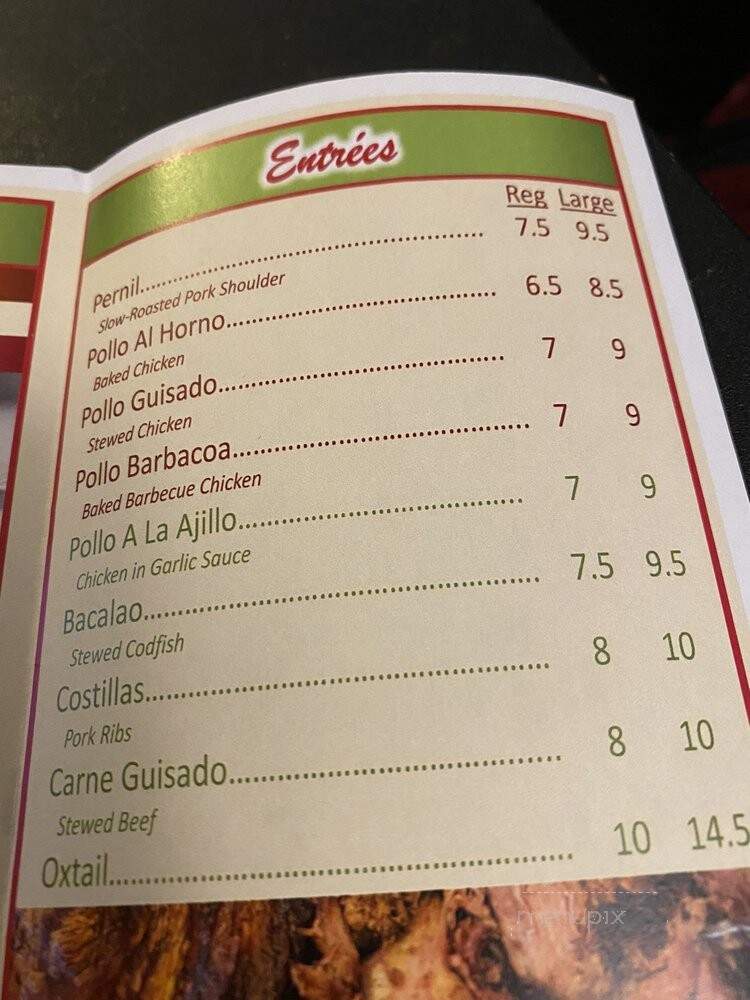 Entrées
Reg Large
Pernil 7.5 9.5
Slow-Roasted Pork Shoulder
Pollo Al Horno 6.5 8.5
Baked Chicken
Pollo Guisado 7 9
Stewed Chicken
Pollo Barbacoa 7 9
Baked Barbecue Chicken
Pollo A La Ajillo 7 9
Chicken in Garlic Sauce
Bacalao 7.5 9.5
Stewed Codfish
Costillas 8 10
Pork Ribs
Carne Guisado 8 10
Stewed Beef
Oxtail 10 14.5
menupix